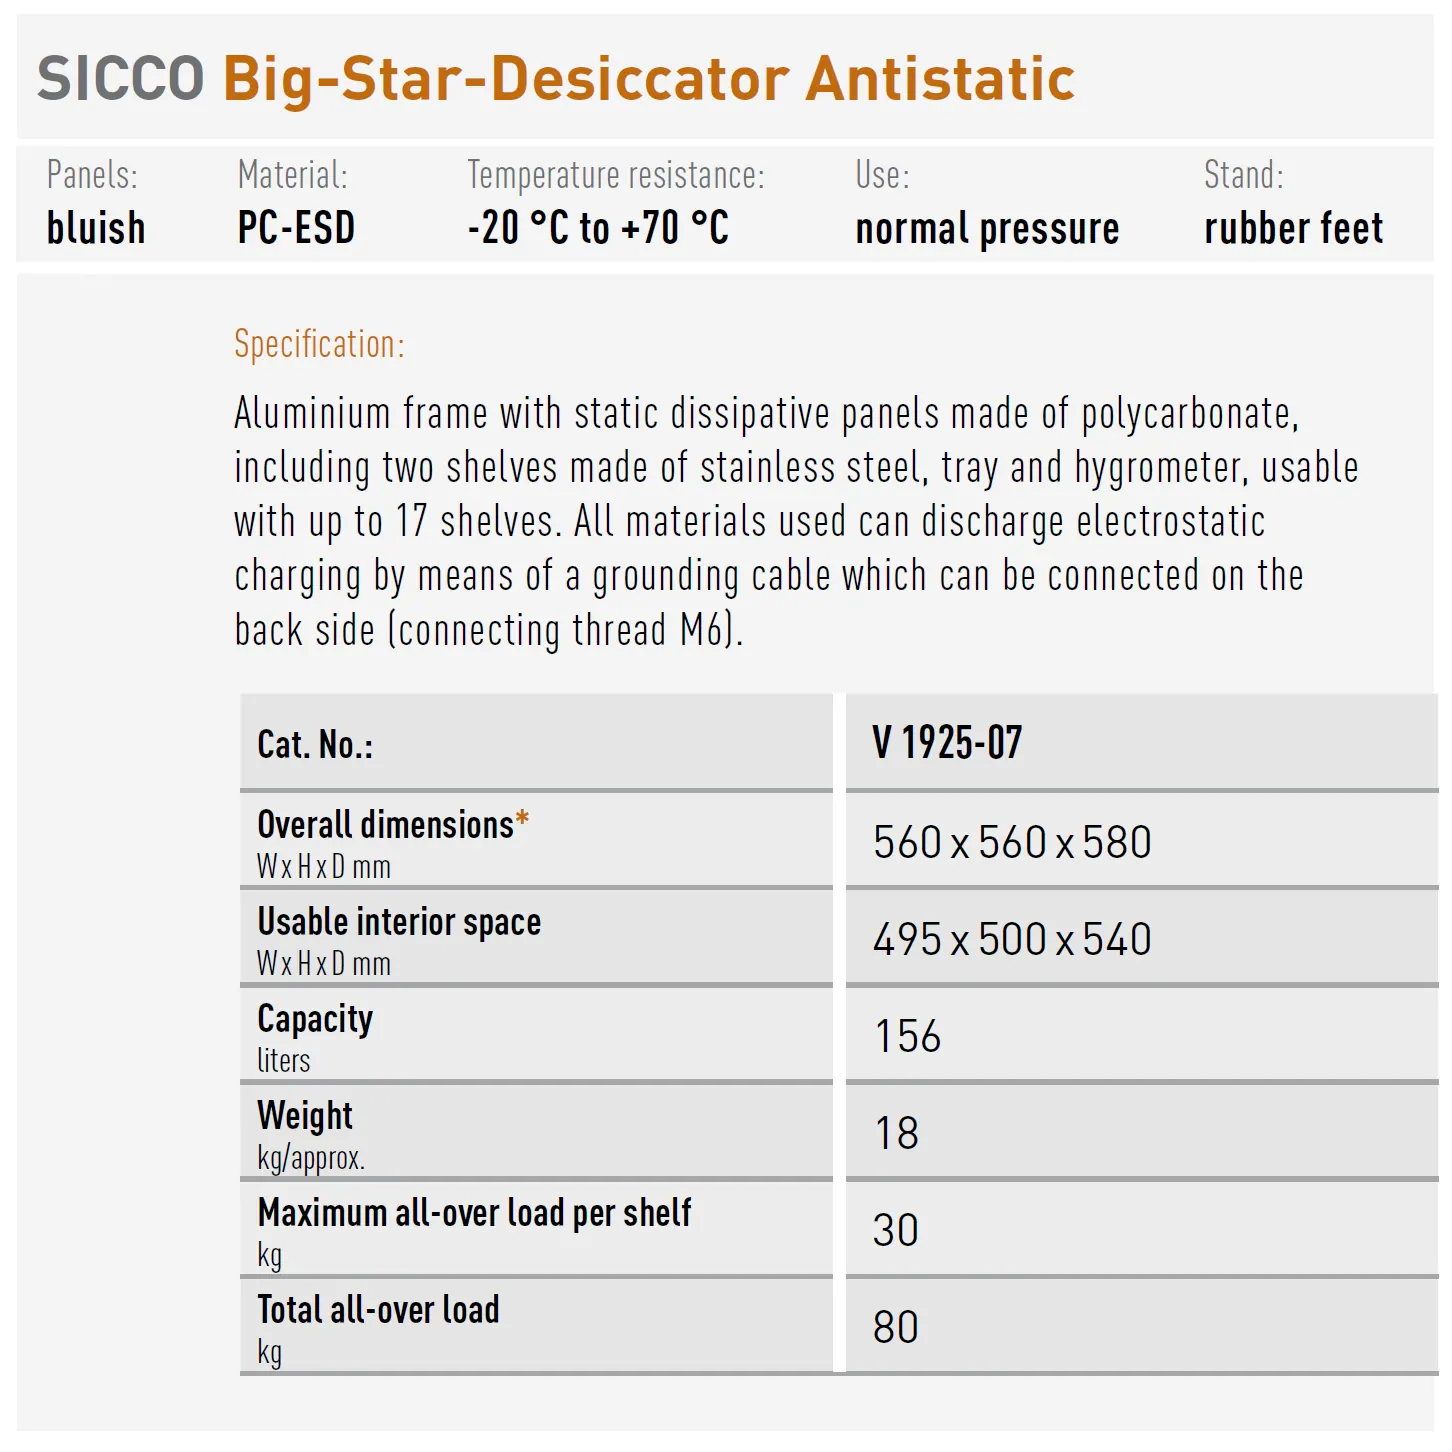 SICCO Big-Star-Desiccator Antistatic
Panels: Material: Temperature resistance: Use: Stand:
bluish PC-ESD -20 °C to +70 °C normal pressure rubber feet
Specification:
Aluminium frame with static dissipative panels made of polycarbonate,
including two shelves made of stainless steel, tray and hygrometer, usable
with up to 17 shelves. All materials used can discharge electrostatic
charging by means of a grounding cable which can be connected on the
back side (connecting thread M6).
Cat. No.: V 1925-07
Overall dimensions*
W x H x D mm
560 x 560 x 580
Usable interior space
W x H x D mm
495 x 500 x 540
Capacity
liters
156
Weight
kg/approx.
18
Maximum all-over load per shelf
kg
30
Total all-over load
kg
80